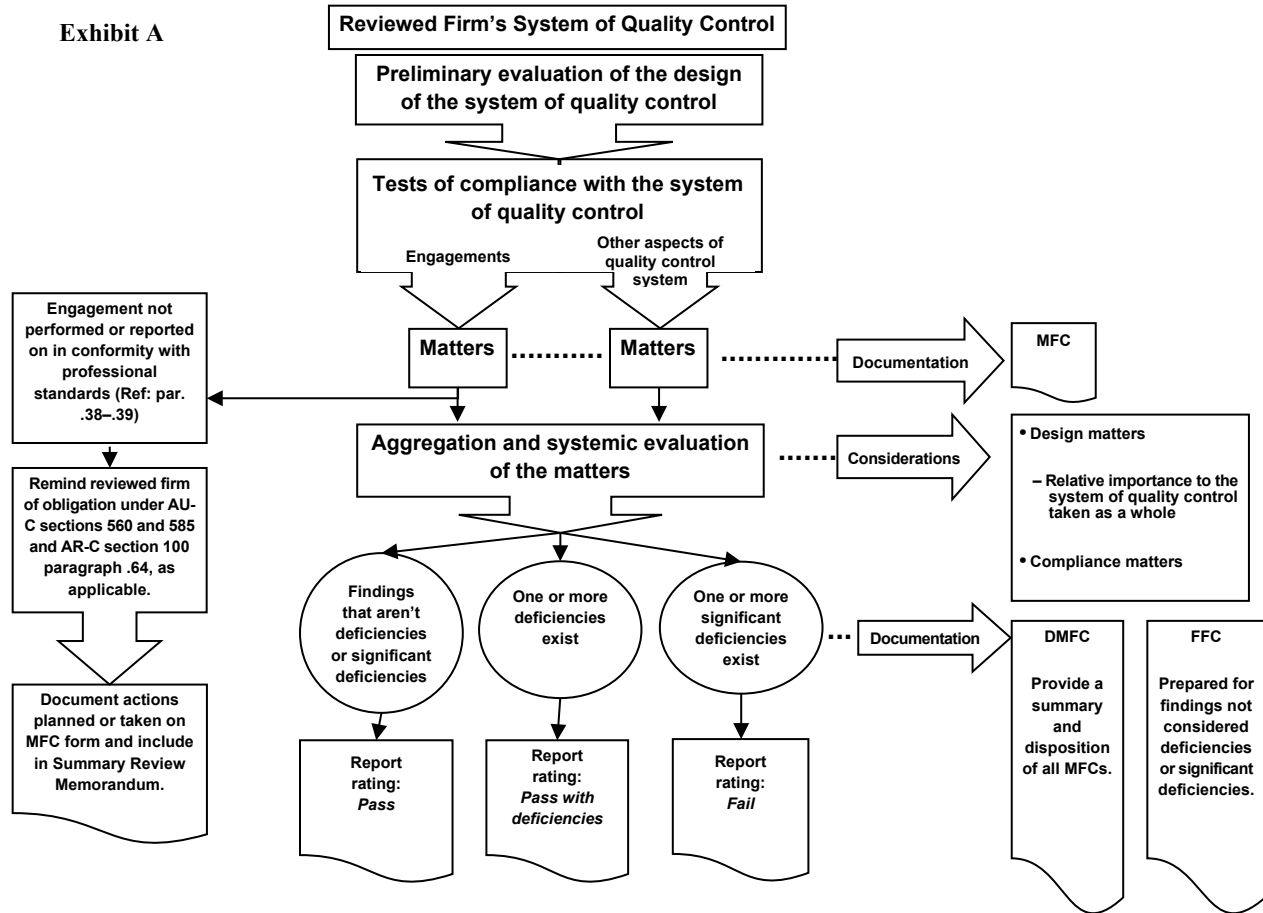 Exhibit A
Reviewed Firm's System of Quality Control
Preliminary evaluation of the design
of the system of quality control
Tests of compliance with the system
of quality control
Engagements
Other aspects of
quality control
system
Engagement not
performed or reported
on in conformity with
professional
standards (Ref: par.
.38–.39)
Matters
Matters
Documentation
MFC
Remind reviewed firm
of obligation under AU-
C sections 560 and 585
and AR-C section 100
paragraph .64, as
applicable.
Aggregation and systemic evaluation
of the matters
Considerations
• Design matters
– Relative importance to the
system of quality control
taken as a whole
• Compliance matters
Document actions
planned or taken on
MFC form and include
in Summary Review
Memorandum.
Findings
that aren't
deficiencies
or significant
deficiencies
One or more
deficiencies
exist
One or more
significant
deficiencies
exist
Documentation
DMFC
Provide a
summary
and
disposition
of all MFCs.
FFC
Prepared for
findings not
considered
deficiencies
or significant
deficiencies.
Report
rating:
Pass
Report
rating:
Pass with
deficiencies
Report
rating:
Fail